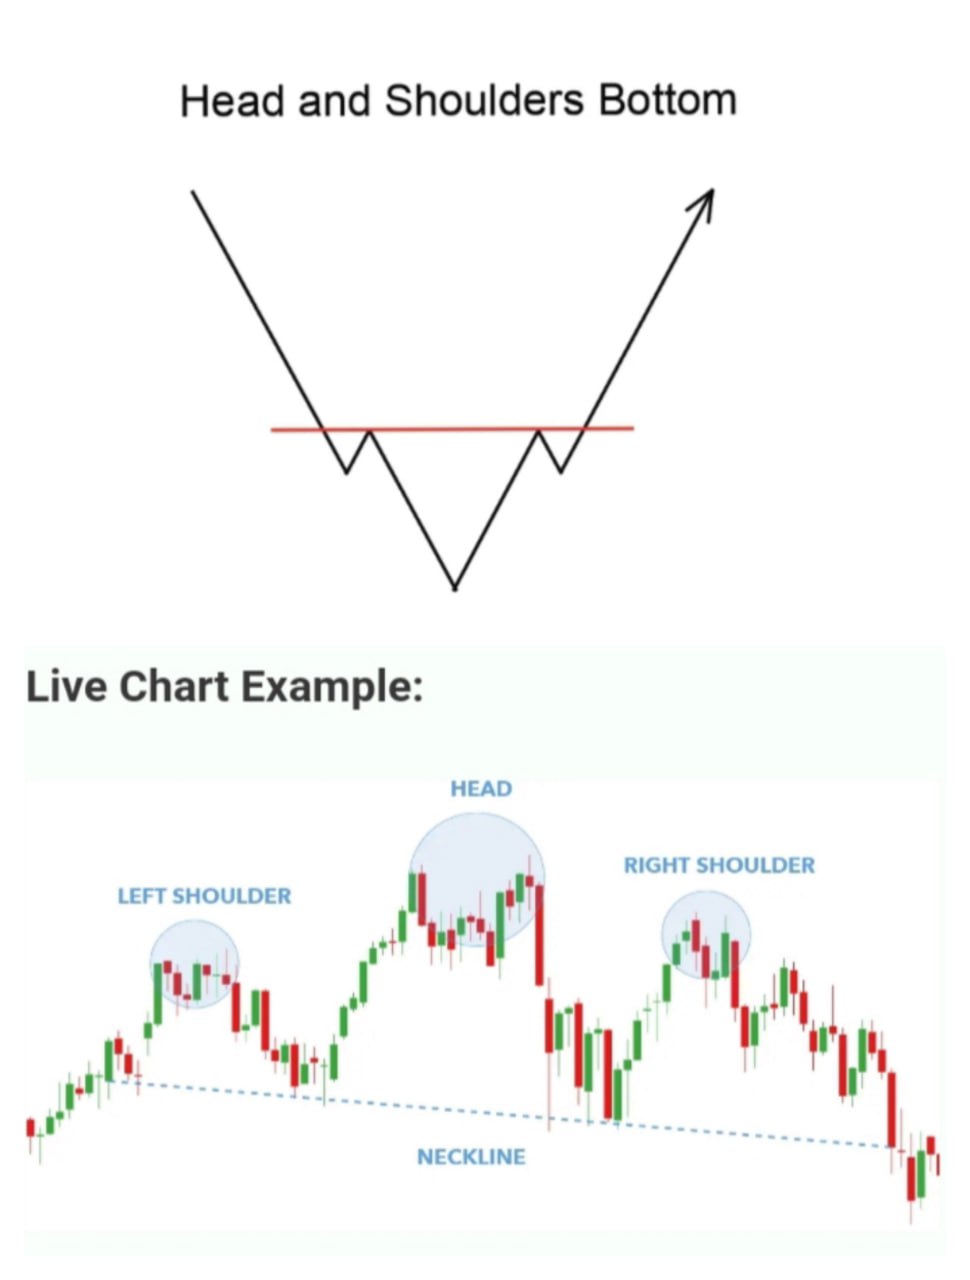 Head and Shoulders Bottom
Live Chart Example:
HEAD
RIGHT SHOULDER
LEFT SHOULDER
NECKLINE